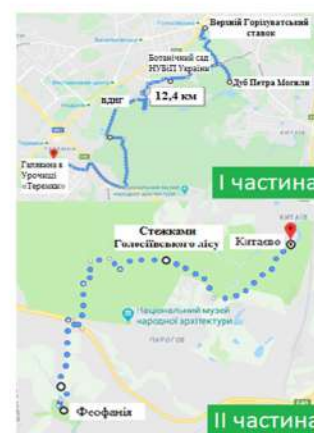 Верхній Горіхуватський
ставок
Ботанічний сад
НУБіП України
Дуб Петра Могили
12,4 км
ВДНГ
Галявина в
Урочищі
«Теремки»
І частина
Стежками
Голосіївського лісу
Китаєво
Національний музей
народної архітектури
ПИРОГОВ
Феофанія
ІІ частина